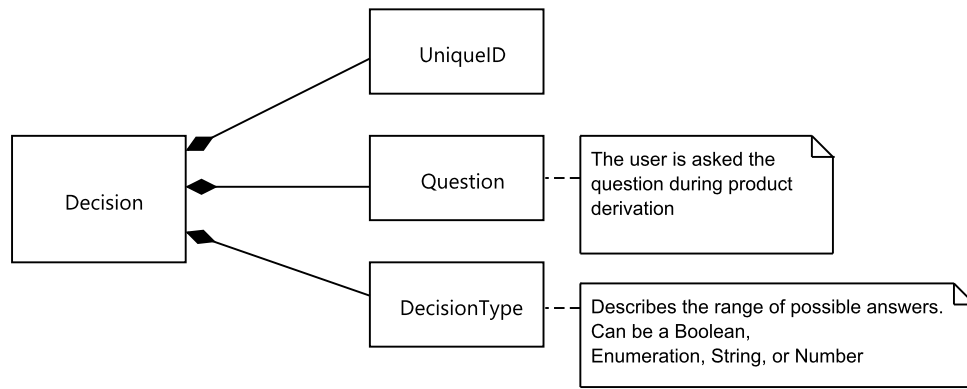 UniqueID
Decision
Question
The user is asked the
question during product
derivation
DecisionType
Describes the range of possible answers.
Can be a Boolean,
Enumeration, String, or Number